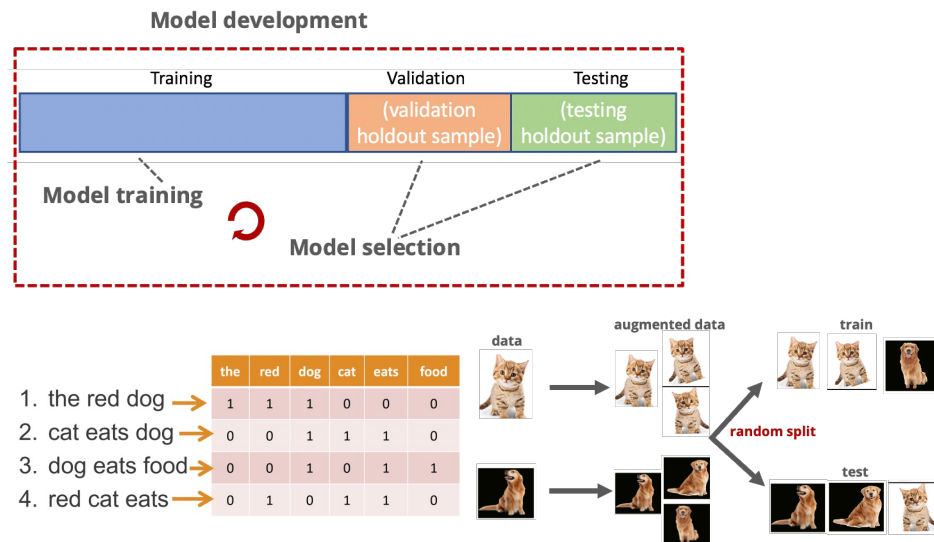 Model development
Training Validation Testing
(validation holdout sample)
(testing holdout sample)
Model training
Model selection
the red dog cat eats food
1. the red dog 1 1 1 0 0 0
2. cat eats dog 0 0 1 1 1 0
3. dog eats food 0 0 1 0 1 1
4. red cat eats 0 1 0 1 1 0
data
augmented data
train
random split
test